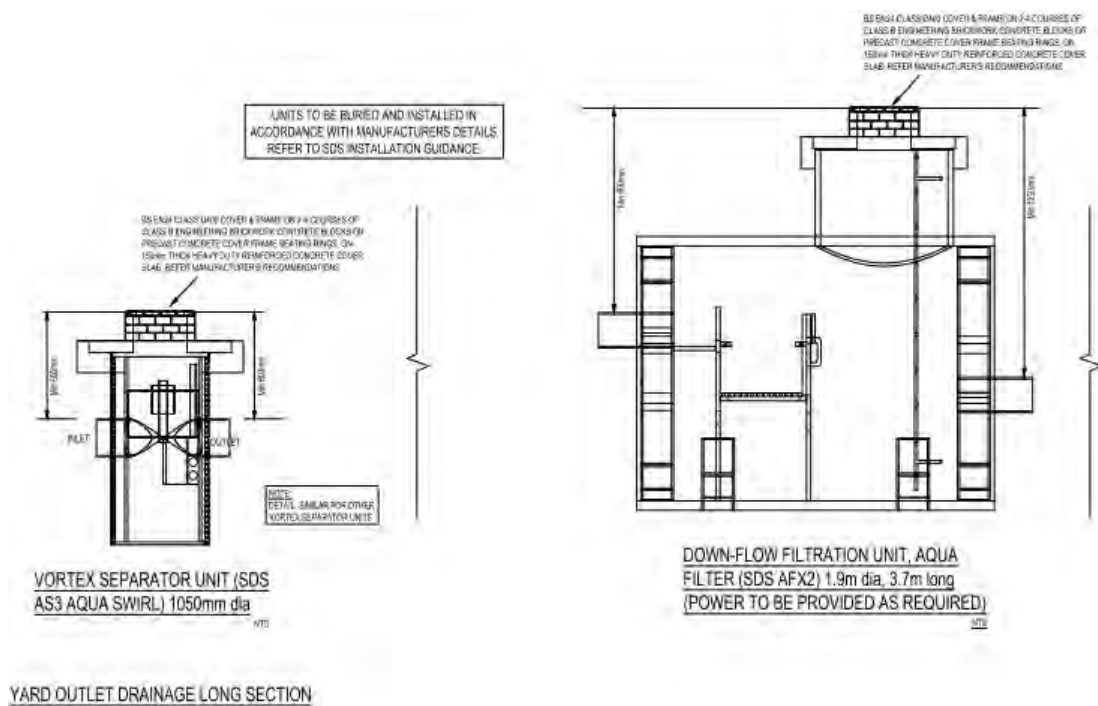 BS EN24 CLASS D400 COVER & FRAME ON 2-4 COURSES OF
CLASS B ENGINEERING BRICKWORK CONCRETE BLOCKS OR
PRECAST CONCRETE COVER FRAME SEATING RINGS, ON
150mm THICK HEAVY DUTY REINFORCED CONCRETE COVER
SLAB. REFER MANUFACTURER'S RECOMMENDATIONS
UNITS TO BE BURIED AND INSTALLED IN
ACCORDANCE WITH MANUFACTURERS DETAILS
REFER TO SDS INSTALLATION GUIDANCE
BS EN24 CLASS D400 COVER & FRAME ON 2-4 COURSES OF
CLASS B ENGINEERING BRICKWORK CONCRETE BLOCKS OR
PRECAST CONCRETE COVER FRAME SEATING RINGS, ON
150mm THICK HEAVY DUTY REINFORCED CONCRETE COVER
SLAB. REFER MANUFACTURER'S RECOMMENDATIONS
INLET
OUTLET
NOTE:
DETAIL SIMILAR FOR OTHER
VORTEX SEPARATOR UNITS
VORTEX SEPARATOR UNIT (SDS
AS3 AQUA SWIRL) 1050mm dia
NTS
DOWN-FLOW FILTRATION UNIT, AQUA
FILTER (SDS AFX2) 1.9m dia, 3.7m long
(POWER TO BE PROVIDED AS REQUIRED)
NTS
YARD OUTLET DRAINAGE LONG SECTION